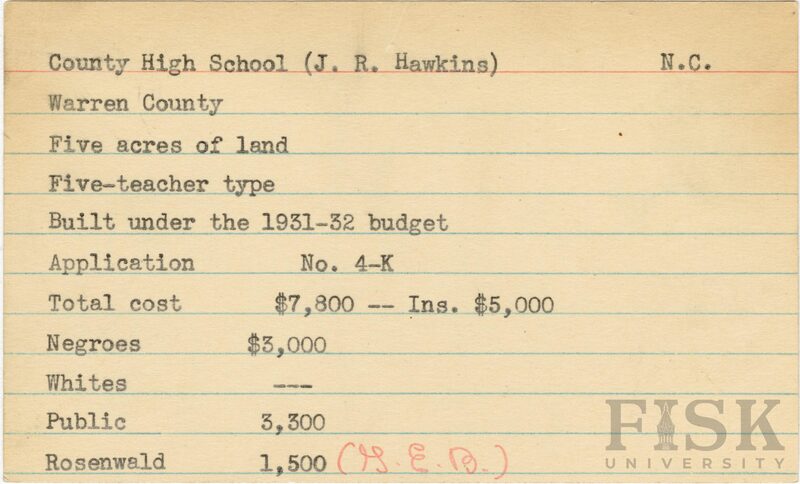 County High School (J. R. Hawkins) N.C.
Warren County
Five acres of land
Five-teacher type
Built under the 1931-32 budget
Application No. 4-K
Total cost $7,800 -- Ins. $5,000
Negroes $3,000
Whites ---
Public 3,300
Rosenwald 1,500 (G. E. B.)
FISK
UNIVERSITY